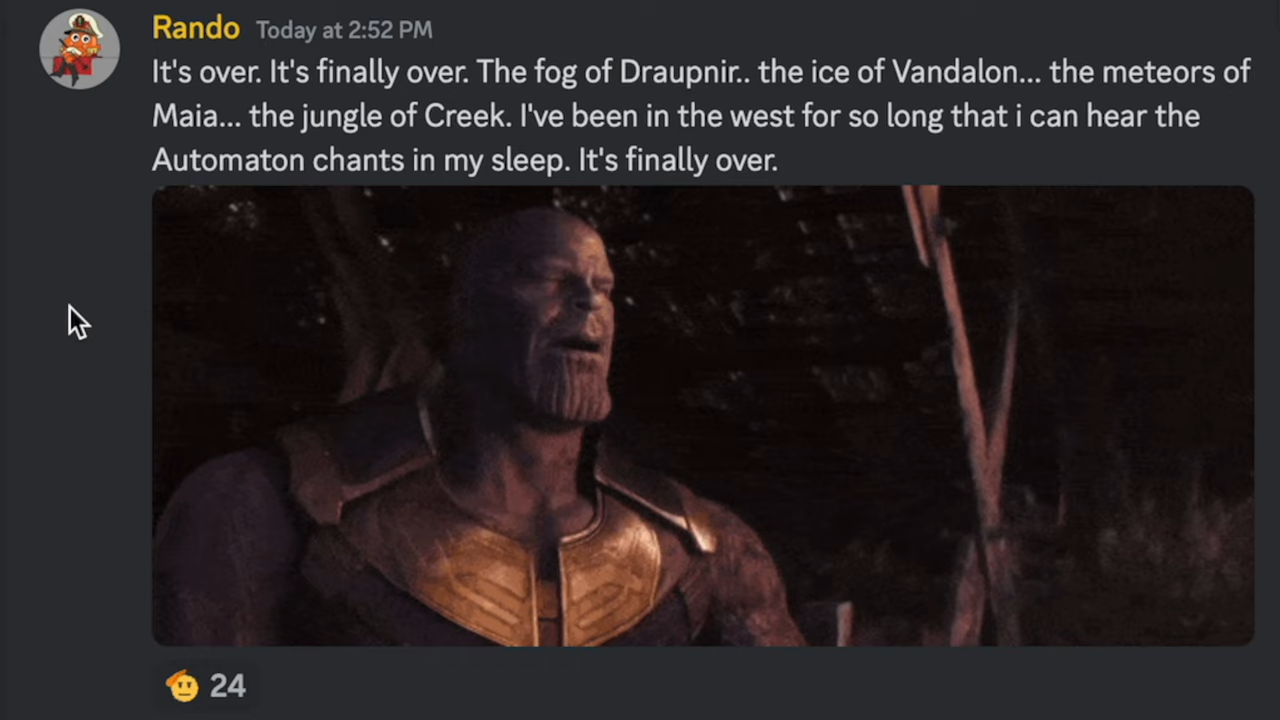 Rando Today at 2:52 PM
It's over. It's finally over. The fog of Draupnir.. the ice of Vandalon... the meteors of
Maia... the jungle of Creek. I've been in the west for so long that i can hear the
Automaton chants in my sleep. It's finally over.
24